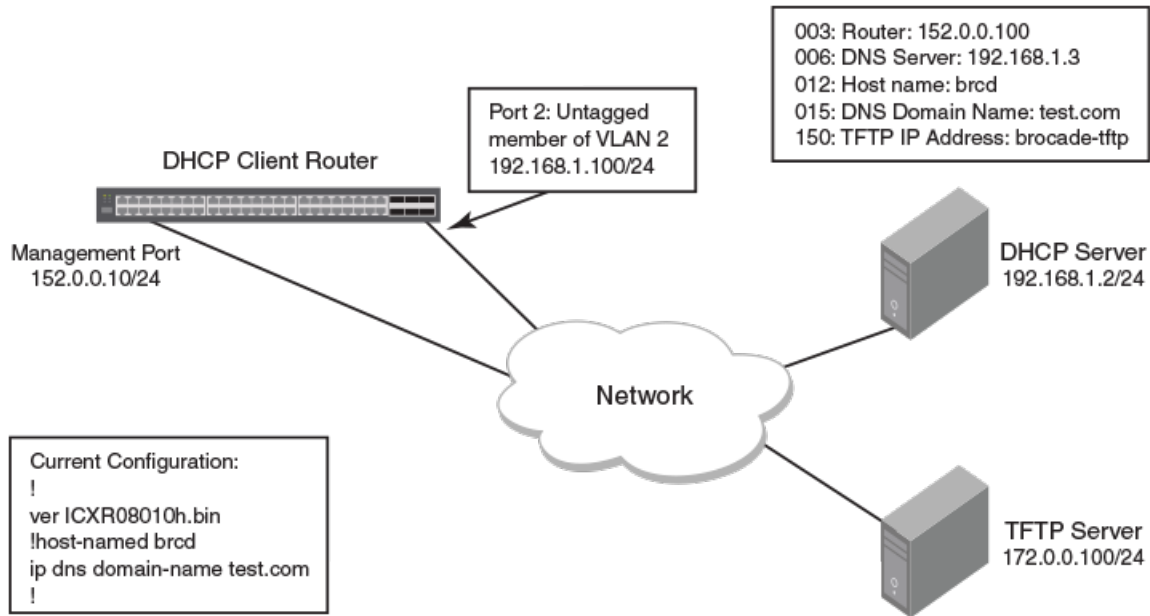 003: Router: 152.0.0.100
006: DNS Server: 192.168.1.3
012: Host name: brcd
015: DNS Domain Name: test.com
150: TFTP IP Address: brocade-tftp
Port 2: Untagged
member of VLAN 2
192.168.1.100/24
DHCP Client Router
Management Port
152.0.0.10/24
DHCP Server
192.168.1.2/24
Network
Current Configuration:
!
ver ICXR08010h.bin
!host-named brcd
ip dns domain-name test.com
!
TFTP Server
172.0.0.100/24